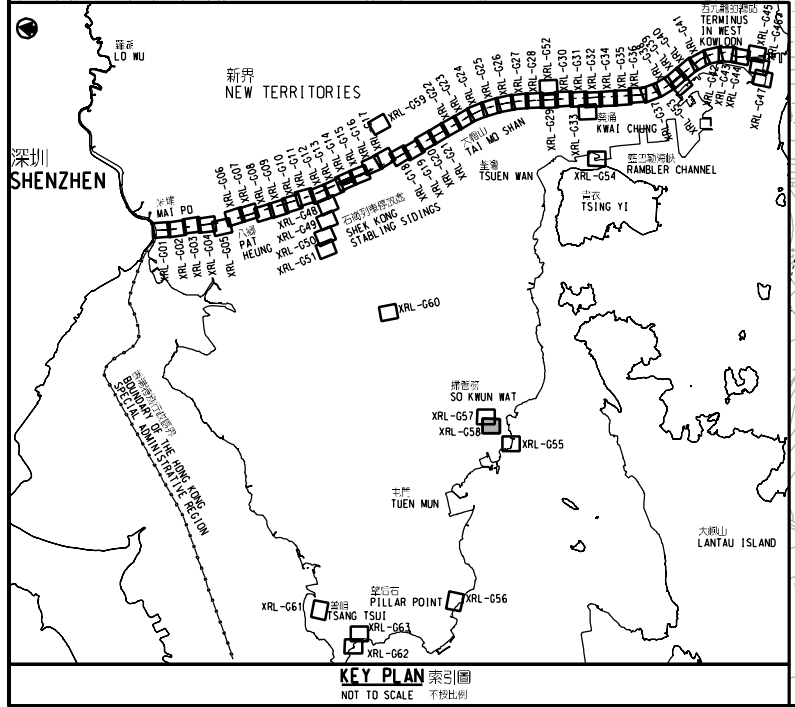 羅湖
LO WU
新界
NEW TERRITORIES
深圳
SHENZHEN
米埔
MAI PO
XRL-G01
XRL-G02
XRL-G03
XRL-G04
XRL-G05
XRL-G06
XRL-G07
XRL-G08
XRL-G09
XRL-G10
XRL-G11
XRL-G12
XRL-G13
XRL-G14
XRL-G15
XRL-G16
XRL-G17
XRL-G59
XRL-G18
XRL-G19
XRL-G20
XRL-G21
XRL-G22
XRL-G23
XRL-G24
XRL-G25
XRL-G26
XRL-G27
XRL-G28
XRL-G52
XRL-G29
XRL-G30
XRL-G31
XRL-G32
XRL-G33
XRL-G34
XRL-G35
XRL-G36
XRL-G37
XRL-G40
XRL-G41
XRL-G42
XRL-G43
XRL-G44
XRL-G45
XRL-G47
西九龍的總站
TERMINUS
IN WEST
KOWLOON
八鄉
PAT
HEUNG
XRL-G48
XRL-G49
XRL-G50
XRL-G51
石崗列車停放處
SHEK KONG
STABLING SIDINGS
大帽山
TAI MO SHAN
荃灣
TSUEN WAN
葵涌
KWAI CHUNG
XRL-G54
藍巴勒海峽
RAMBLER CHANNEL
青衣
TSING YI
XRL-G60
掃管笏
SO KWUN WAT
XRL-G57
XRL-G58
XRL-G55
屯門
TUEN MUN
香港特別行政區界
BOUNDARY OF THE HONG KONG
SPECIAL ADMINISTRATIVE REGION
大嶼山
LANTAU ISLAND
望后石
PILLAR POINT
XRL-G56
XRL-G61
曾咀
TSANG TSUI
XRL-G63
XRL-G62
KEY PLAN 索引圖
NOT TO SCALE 不按比例